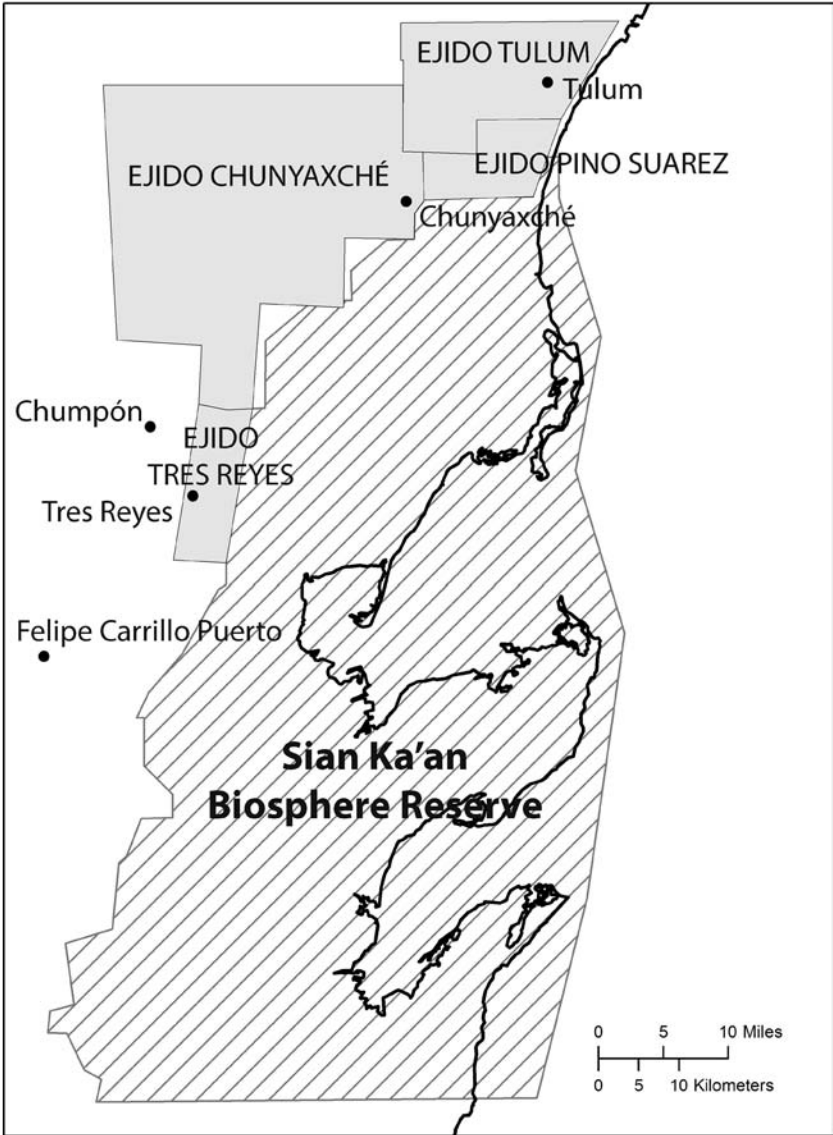 EJIDO TULUM
Tulum
EJIDO CHUNYAXCHÉ
EJIDO PINO SUAREZ
Chunyaxché
Chumpón
EJIDO
TRES REYES
Tres Reyes
Felipe Carrillo Puerto
Sian Ka’an
Biosphere Reserve
0 5 10 Miles
0 5 10 Kilometers